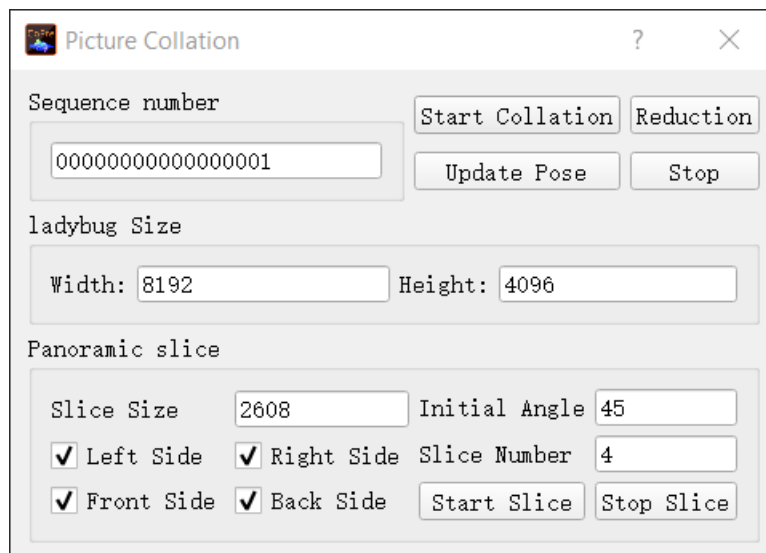 CoPre Picture Collation ? ×
Sequence number
Start Collation Reduction
00000000000000001
Update Pose Stop
ladybug Size
Width: 8192 Height: 4096
Panoramic slice
Slice Size 2608 Initial Angle 45
Left Side Right Side Slice Number 4
Front Side Back Side Start Slice Stop Slice